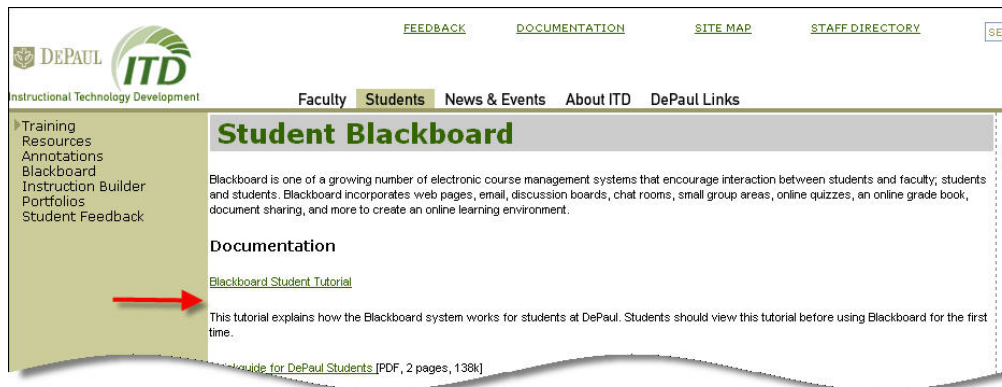 FEEDBACK DOCUMENTATION SITE MAP STAFF DIRECTORY SE
DEPAUL ITD
Instructional Technology Development
Faculty Students News & Events About ITD DePaul Links
Training
Resources
Annotations
Blackboard
Instruction Builder
Portfolios
Student Feedback
Student Blackboard
Blackboard is one of a growing number of electronic course management systems that encourage interaction between students and faculty; students
and students. Blackboard incorporates web pages, email, discussion boards, chat rooms, small group areas, online quizzes, an online grade book,
document sharing, and more to create an online learning environment.
Documentation
Blackboard Student Tutorial
This tutorial explains how the Blackboard system works for students at DePaul. Students should view this tutorial before using Blackboard for the first
time.
for DePaul Students [PDF, 2 pages, 138k]